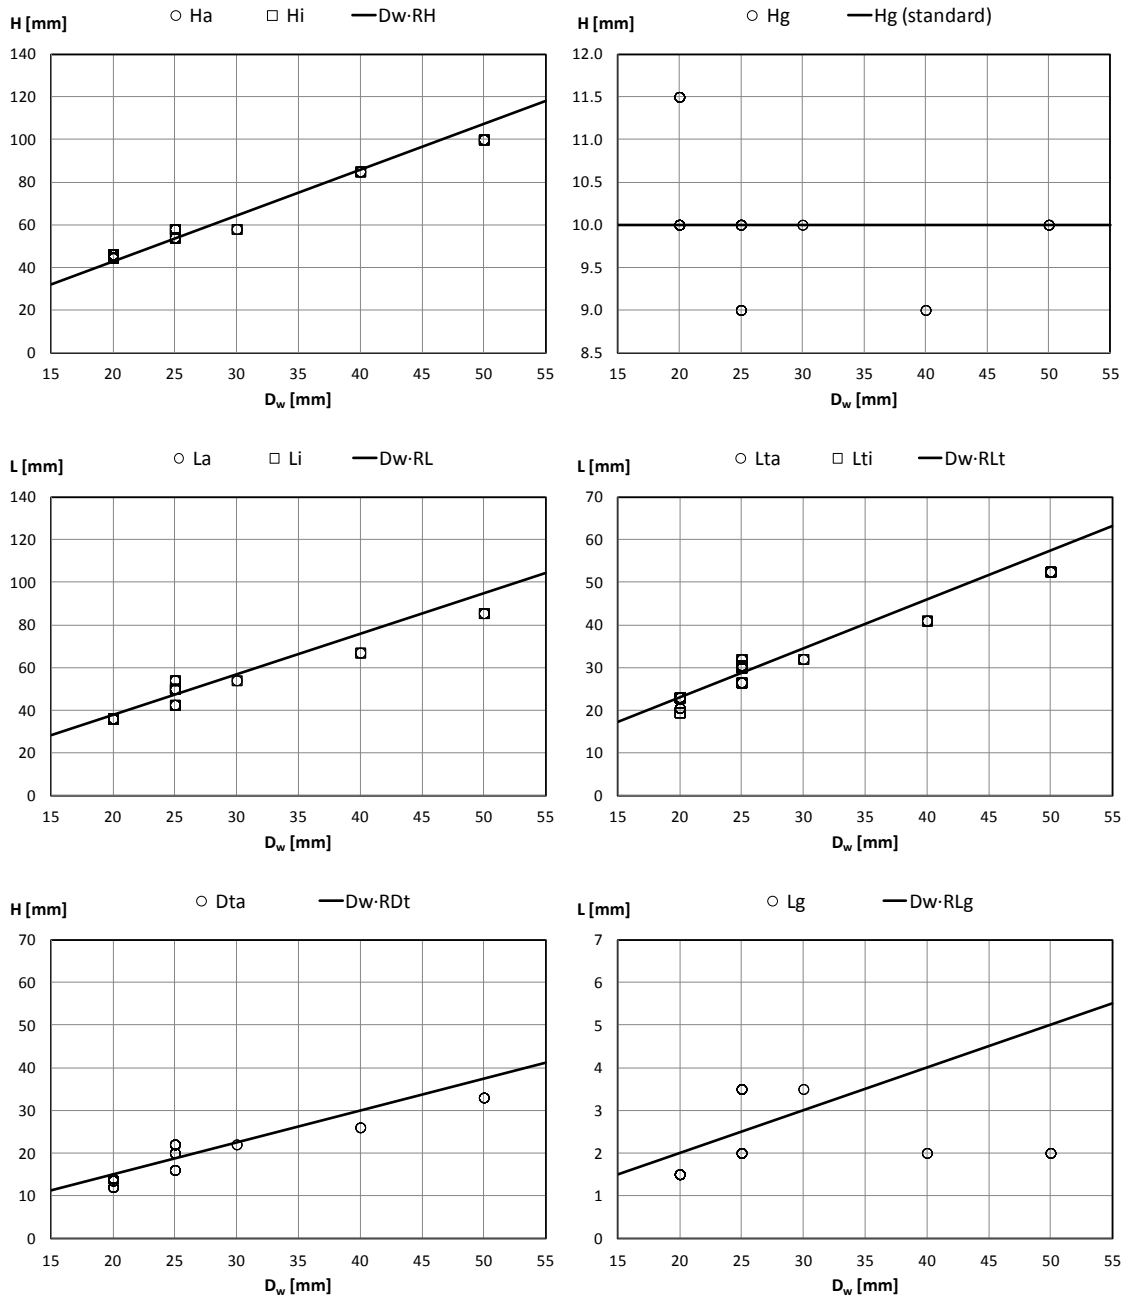 H [mm]
Ha Hi Dw·RH
140
120
100
80
60
40
20
0
15 20 25 30 35 40 45 50 55
Dw [mm]
H [mm]
Hg Hg (standard)
12.0
11.5
11.0
10.5
10.0
9.5
9.0
8.5
15 20 25 30 35 40 45 50 55
Dw [mm]
L [mm]
La Li Dw·RL
140
120
100
80
60
40
20
0
15 20 25 30 35 40 45 50 55
Dw [mm]
L [mm]
Lta Lti Dw·RLt
70
60
50
40
30
20
10
0
15 20 25 30 35 40 45 50 55
Dw [mm]
H [mm]
Dta Dw·RDt
70
60
50
40
30
20
10
0
15 20 25 30 35 40 45 50 55
Dw [mm]
L [mm]
Lg Dw·RLg
7
6
5
4
3
2
1
0
15 20 25 30 35 40 45 50 55
Dw [mm]